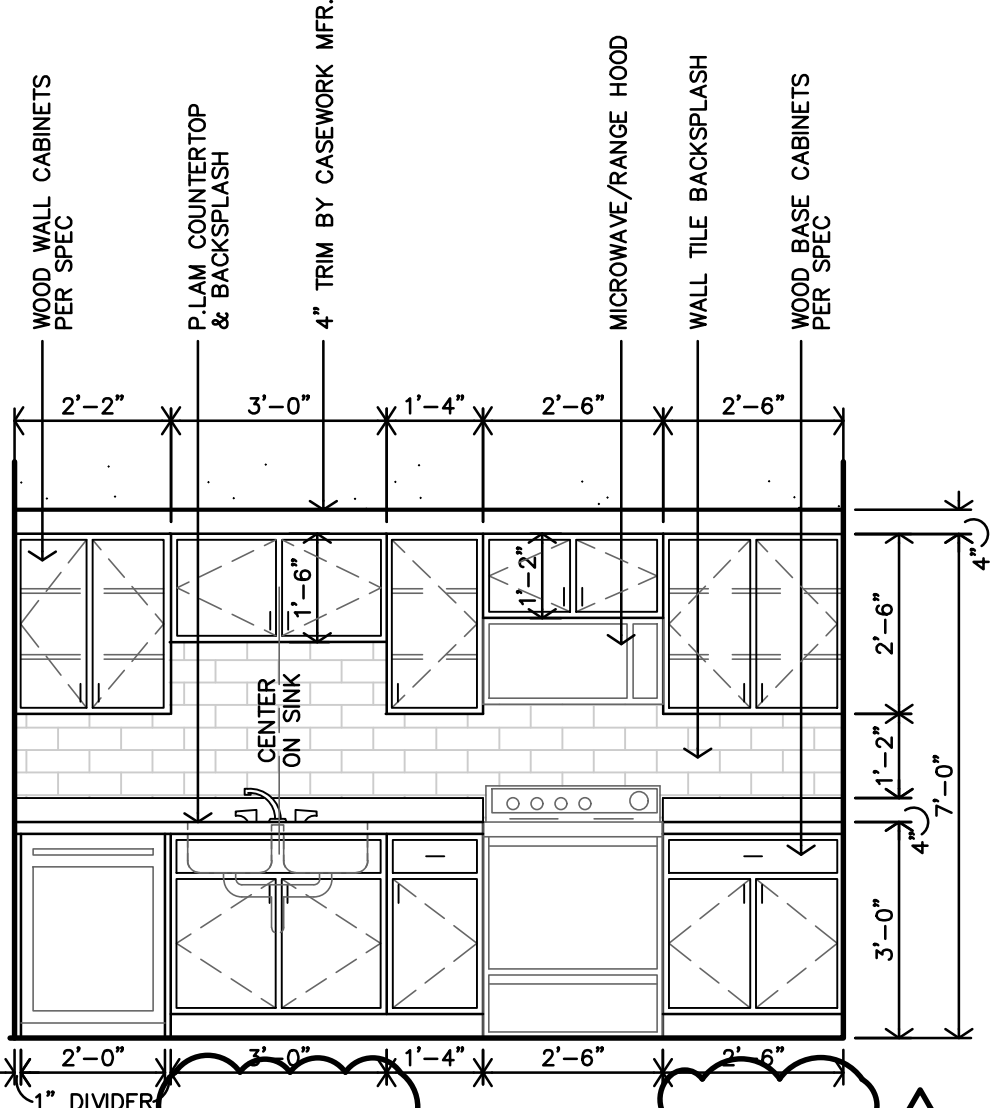 WOOD WALL CABINETS
PER SPEC
P.LAM COUNTERTOP
& BACKSPLASH
4" TRIM BY CASEWORK MFR.
MICROWAVE/RANGE HOOD
WALL TILE BACKSPLASH
WOOD BASE CABINETS
PER SPEC
2'-2"
3'-0"
1'-4"
2'-6"
2'-6"
4"
1'-6"
1'-2"
2'-6"
CENTER
ON SINK
1'-2"
7'-0"
4"
3'-0"
2'-0"
3'-0"
1'-4"
2'-6"
2'-6"
1" DIVIDER